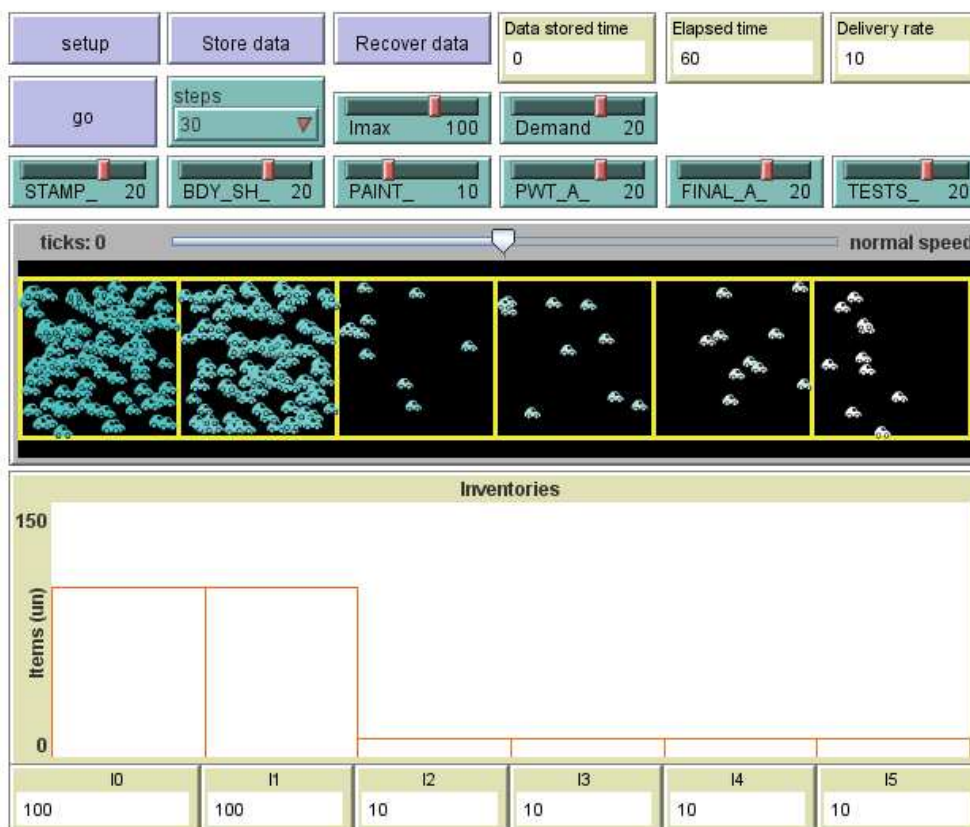 setup
Store data
Recover data
Data stored time
0
Elapsed time
60
Delivery rate
10
go
steps
30
Imax 100
Demand 20
STAMP_ 20
BDY_SH_ 20
PAINT_ 10
PWT_A_ 20
FINAL_A_ 20
TESTS_ 20
ticks: 0
normal speed
Inventories
150
Items (un)
0
I0
100
I1
100
I2
10
I3
10
I4
10
I5
10